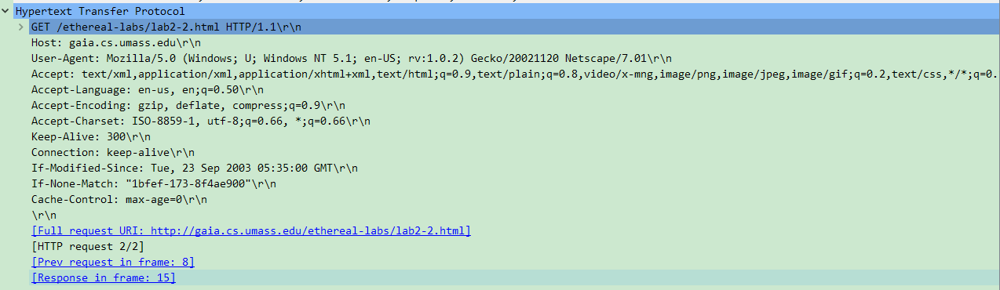 Hypertext Transfer Protocol
GET /ethereal-labs/lab2-2.html HTTP/1.1\r\n
Host: gaia.cs.umass.edu\r\n
User-Agent: Mozilla/5.0 (Windows; U; Windows NT 5.1; en-US; rv:1.0.2) Gecko/20021120 Netscape/7.01\r\n
Accept: text/xml,application/xml,application/xhtml+xml,text/html;q=0.9,text/plain;q=0.8,video/x-mng,image/png,image/jpeg,image/gif;q=0.2,text/css,*/*;q=0.
Accept-Language: en-us, en;q=0.50\r\n
Accept-Encoding: gzip, deflate, compress;q=0.9\r\n
Accept-Charset: ISO-8859-1, utf-8;q=0.66, *;q=0.66\r\n
Keep-Alive: 300\r\n
Connection: keep-alive\r\n
If-Modified-Since: Tue, 23 Sep 2003 05:35:00 GMT\r\n
If-None-Match: "1bfef-173-8f4ae900"\r\n
Cache-Control: max-age=0\r\n
\r\n
[Full request URI: http://gaia.cs.umass.edu/ethereal-labs/lab2-2.html]
[HTTP request 2/2]
[Prev request in frame: 8]
[Response in frame: 15]